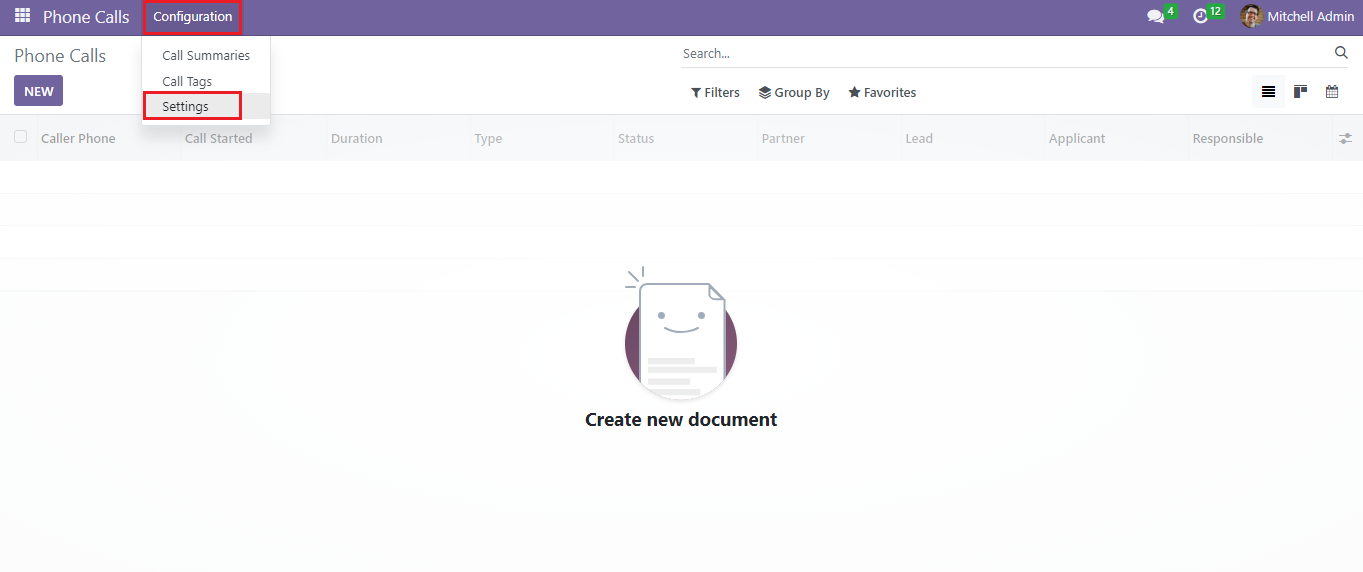 Phone Calls Configuration 4 12 Mitchell Admin
Phone Calls
Search...
Call Summaries
Call Tags
Settings
NEW
Filters Group By Favorites
Caller Phone Call Started Duration Type Status Partner Lead Applicant Responsible
Create new document